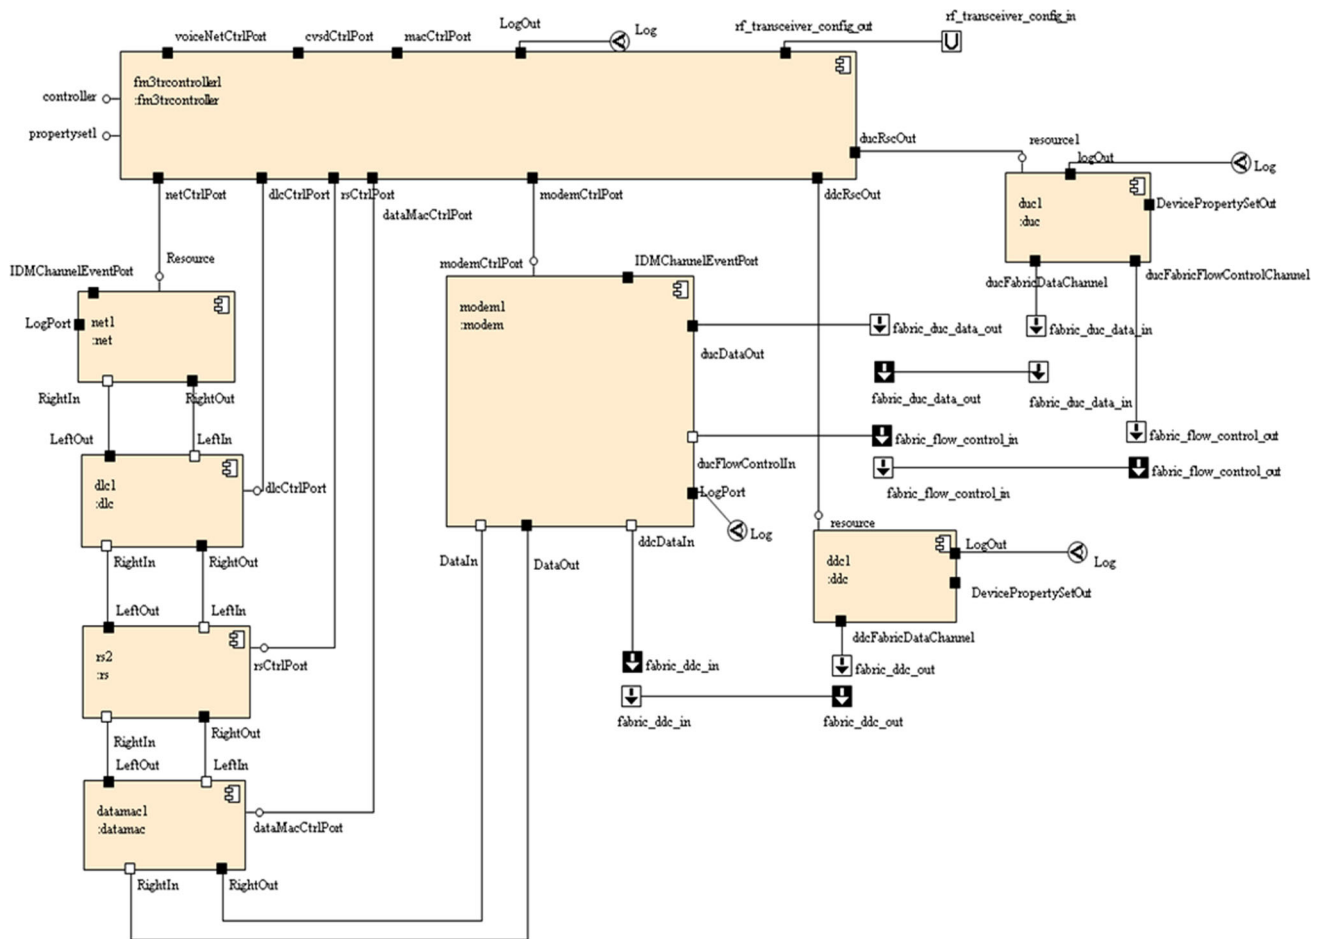 rf_transceiver_config_in
LogOut
voiceNetCtrlPort
cvsdCtrlPort
macCtrlPort
Log
rf_transceiver_config_out
fm3trcontroller1
:fm3trcontroller
controller
propertyset1
ducRscOut
resource1
logOut
Log
netCtrlPort
dlcCtrlPort
rsCtrlPort
modemCtrlPort
ddcRscOut
dataMacCtrlPort
duc1
:duc
DevicePropertySetOut
Resource
IDMChannelEventPort
modemCtrlPort
IDMChannelEventPort
ducFabricDataChannel
ducFabricFlowControlChannel
LogPort
net1
:net
modem1
:modem
fabric_duc_data_out
fabric_duc_data_in
ducDataOut
RightIn
RightOut
fabric_duc_data_out
fabric_duc_data_in
LeftOut
LeftIn
fabric_flow_control_in
fabric_flow_control_out
ducFlowControlIn
fabric_flow_control_out
dlc1
:dlc
dlcCtrlPort
LogPort
fabric_flow_control_in
resource
Log
RightIn
RightOut
DataIn
DataOut
ddcDataIn
LogOut
Log
ddc1
:ddc
DevicePropertySetOut
LeftOut
LeftIn
ddcFabricDataChannel
rs2
:rs
rsCtrlPort
fabric_ddc_in
fabric_ddc_out
fabric_ddc_in
fabric_ddc_out
RightIn
RightOut
LeftOut
LeftIn
datamac1
:datamac
dataMacCtrlPort
RightIn
RightOut